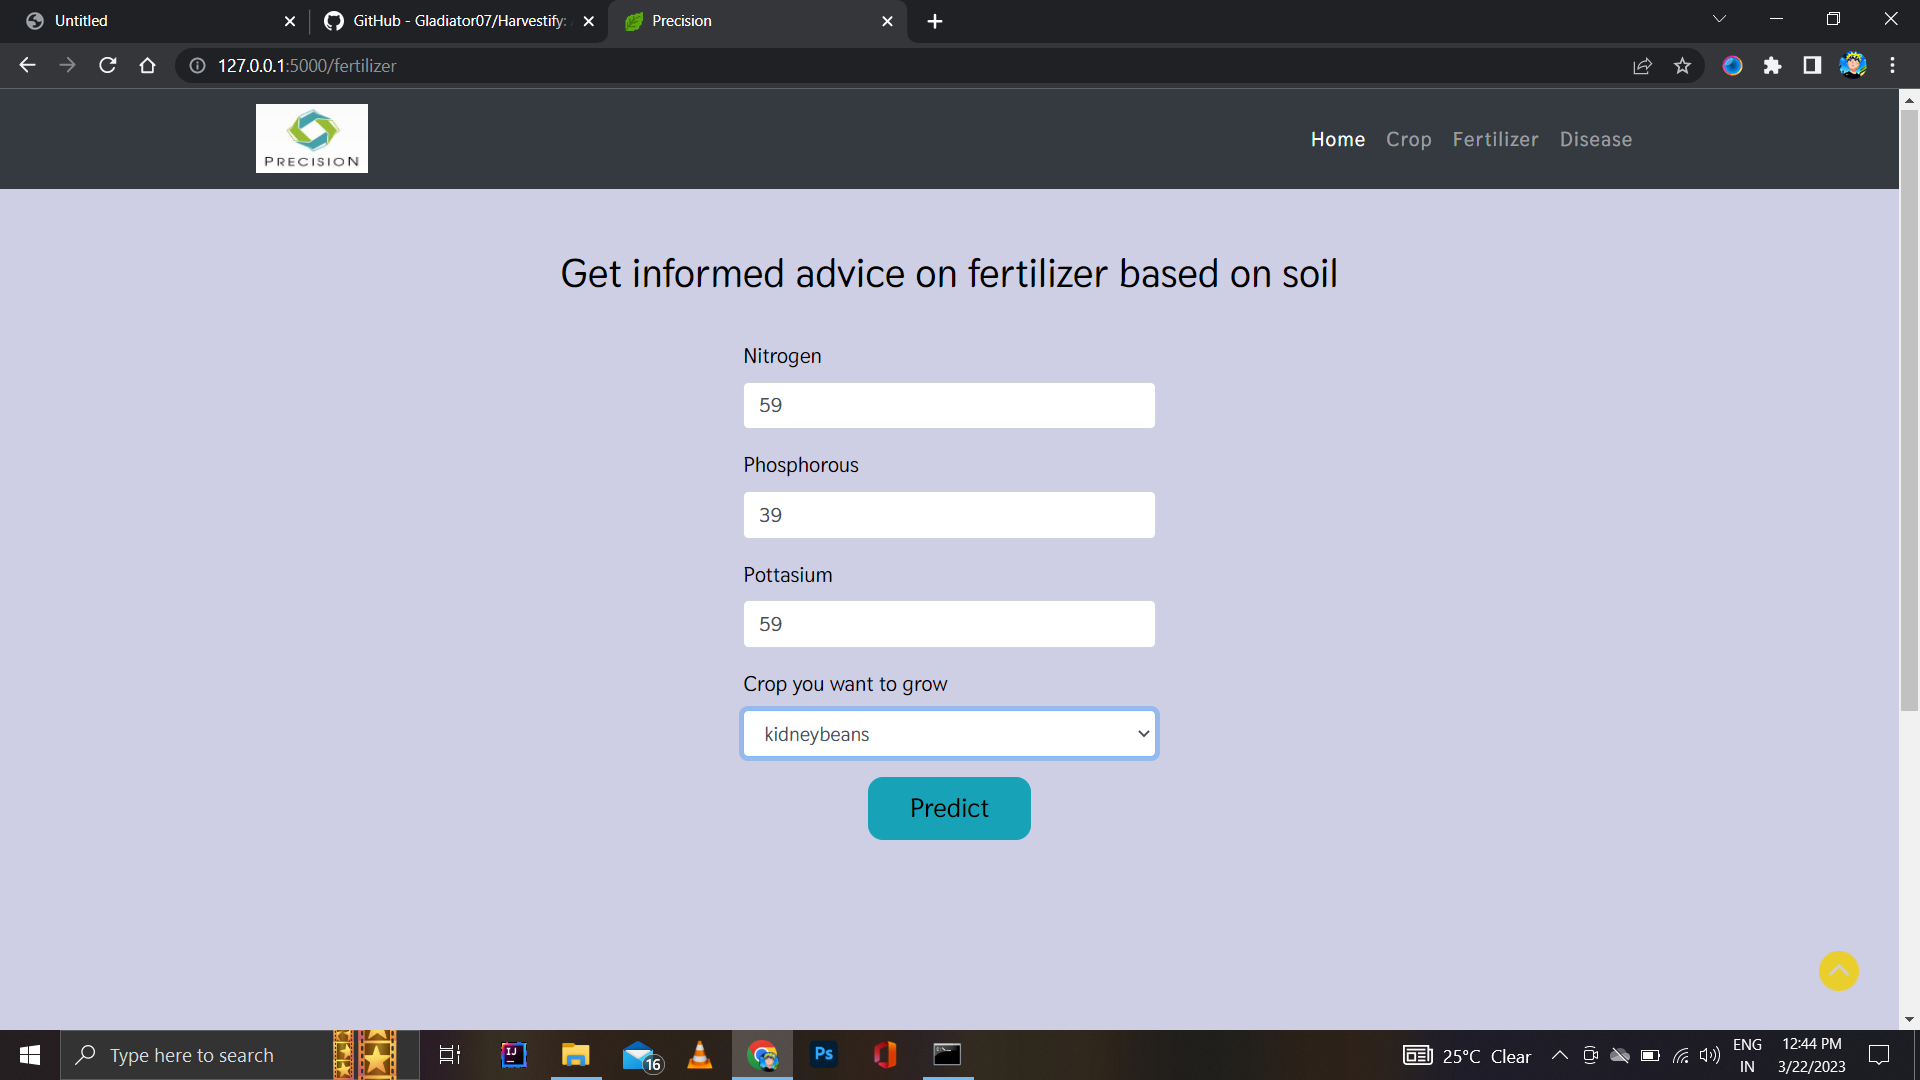 Untitled
GitHub - Gladiator07/Harvestify:
Precision
127.0.0.1:5000/fertilizer
PRECISION
Home Crop Fertilizer Disease
Get informed advice on fertilizer based on soil
Nitrogen
59
Phosphorous
39
Pottasium
59
Crop you want to grow
kidneybeans
Predict
Type here to search
IJ
16
Ps
25°C Clear
ENG
IN
12:44 PM
3/22/2023